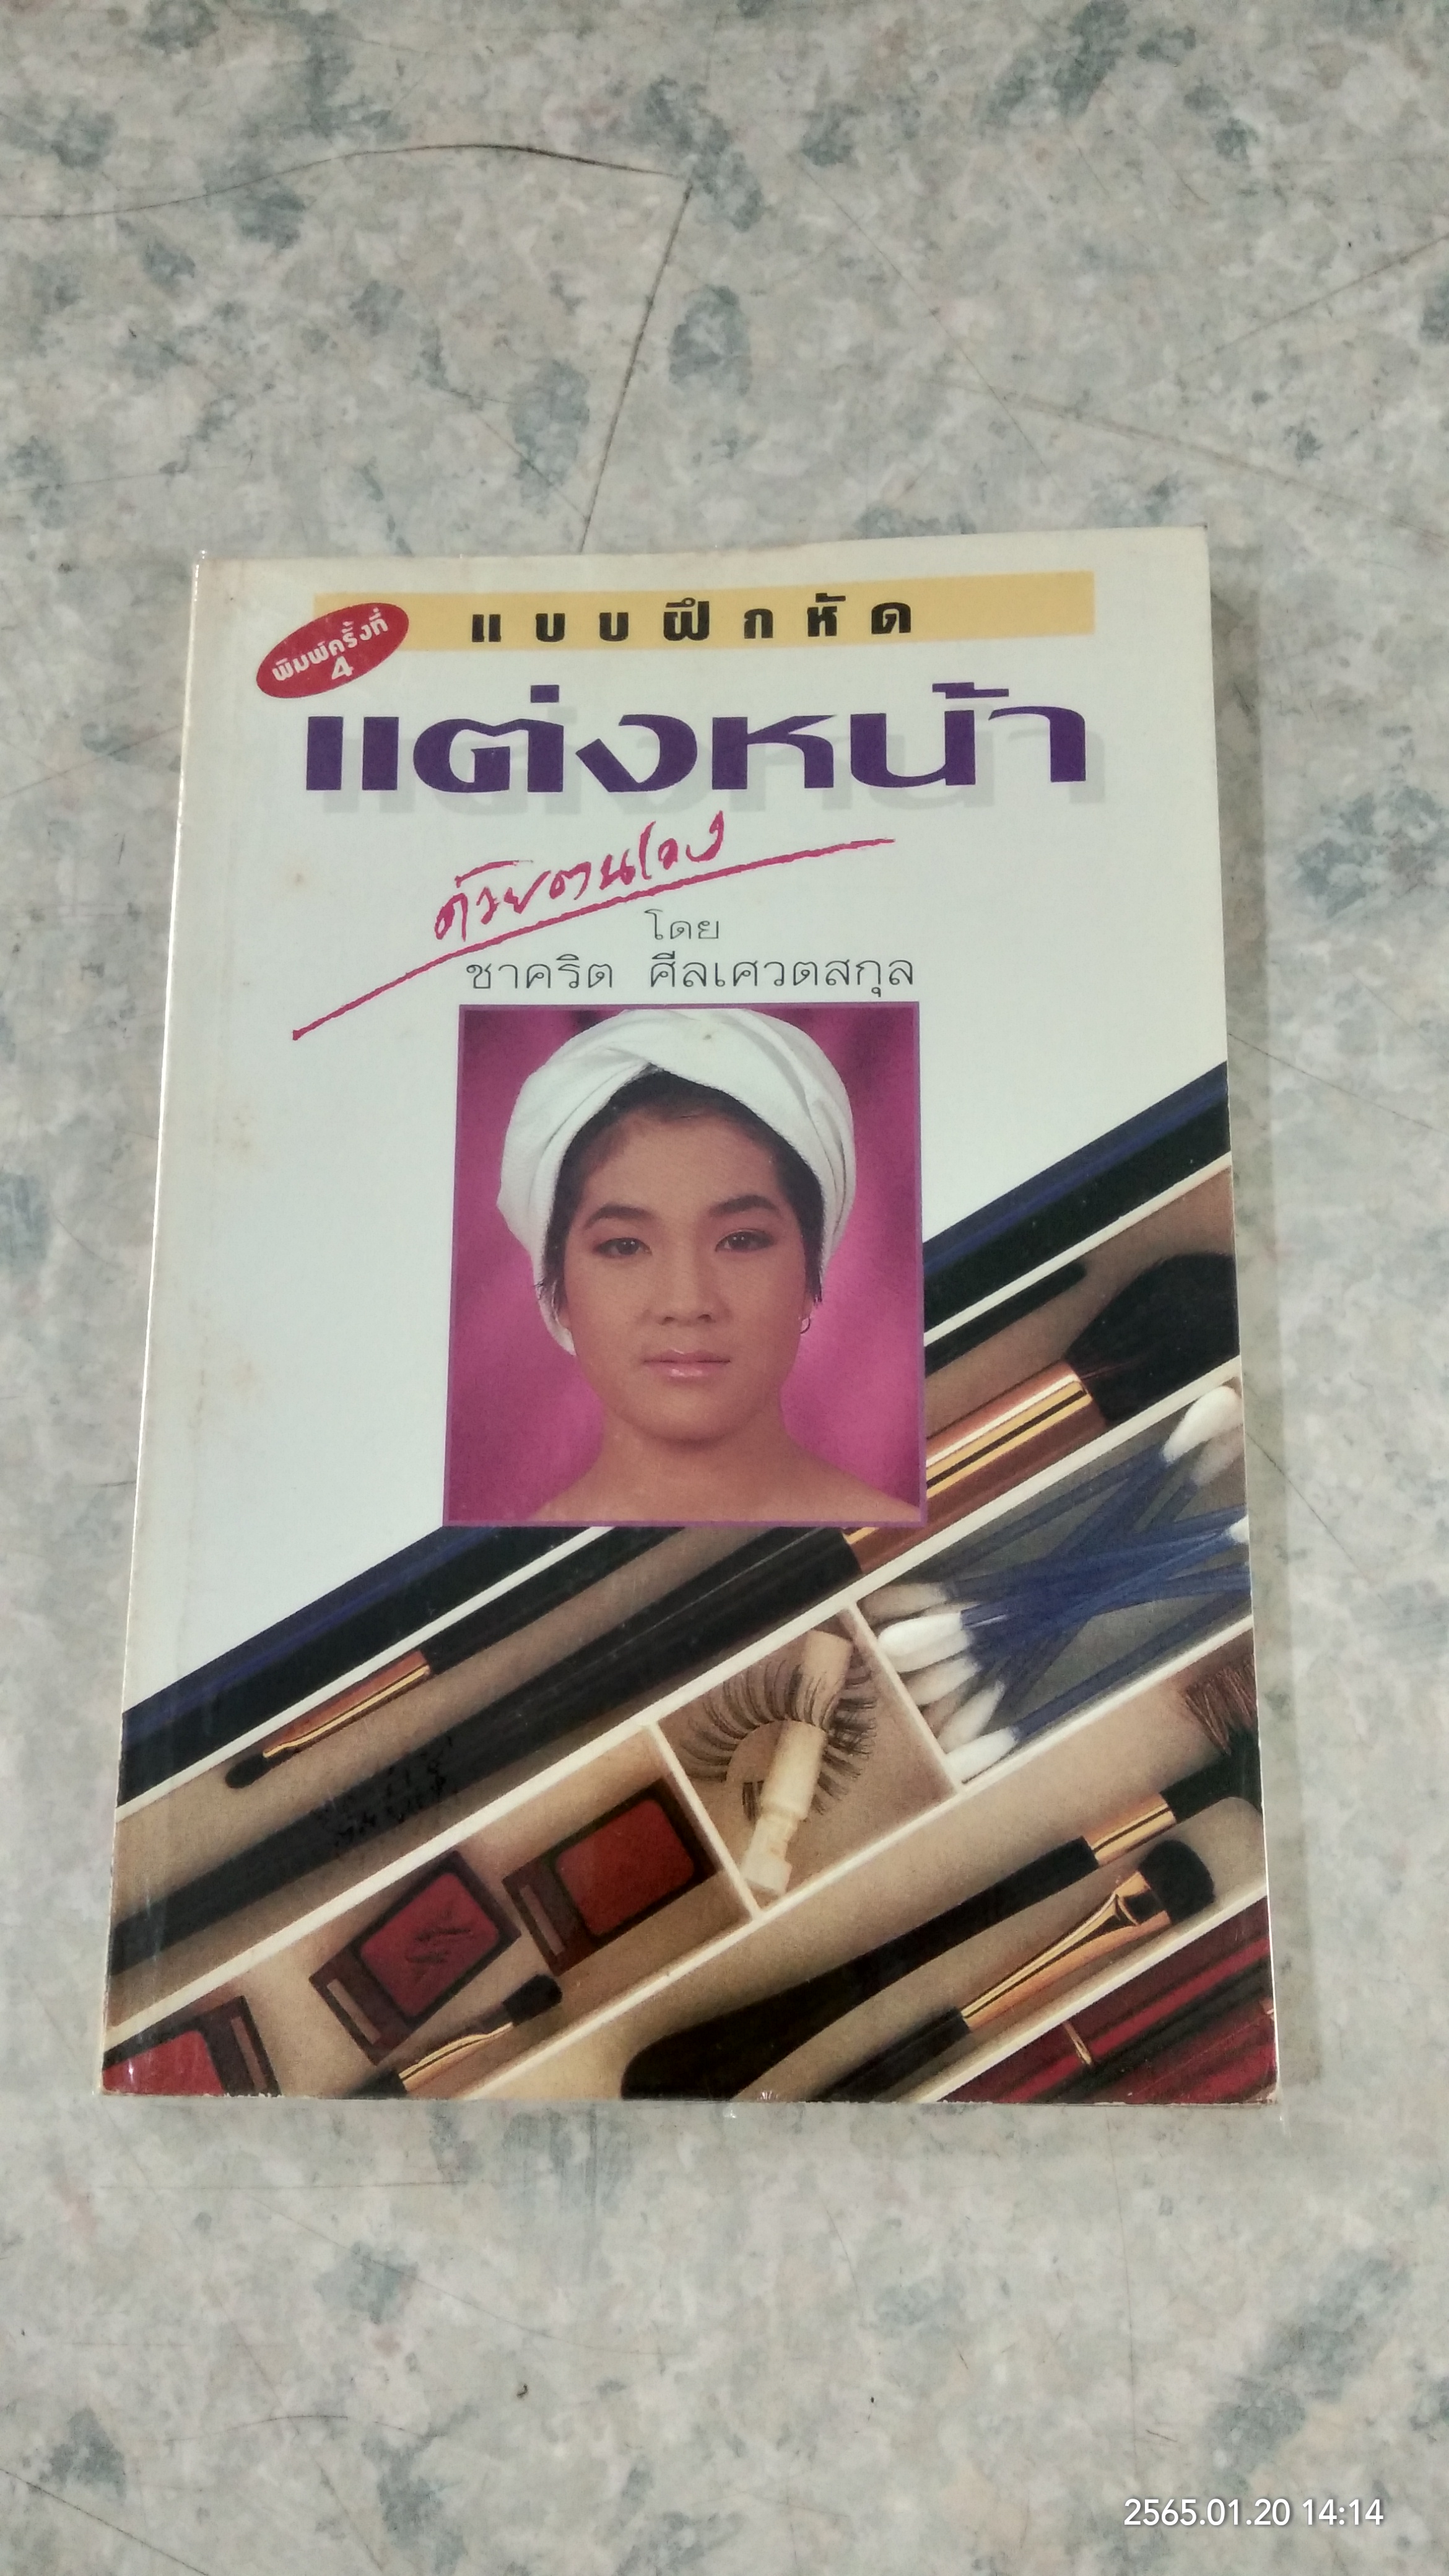 พิมพ์ครั้งที่
4
แบบฝึกหัด
แต่งหน้า
ด้วยตนเอง
โดย
ชาคริต ศีลเศวตสกุล
2565.01.20 14:14